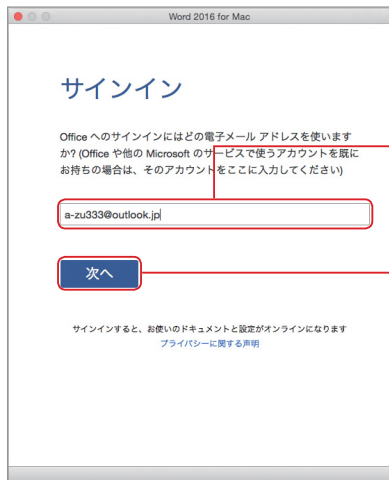 Word 2016 for Mac
サインイン
Office へのサインインにはどの電子メール アドレスを使います
か? (Office や他の Microsoft のサービスで使うアカウントを既に
お持ちの場合は、そのアカウントをここに入力してください)
a-zu333@outlook.jp
次へ
サインインすると、お使いのドキュメントと設定がオンラインになります
プライバシーに関する声明